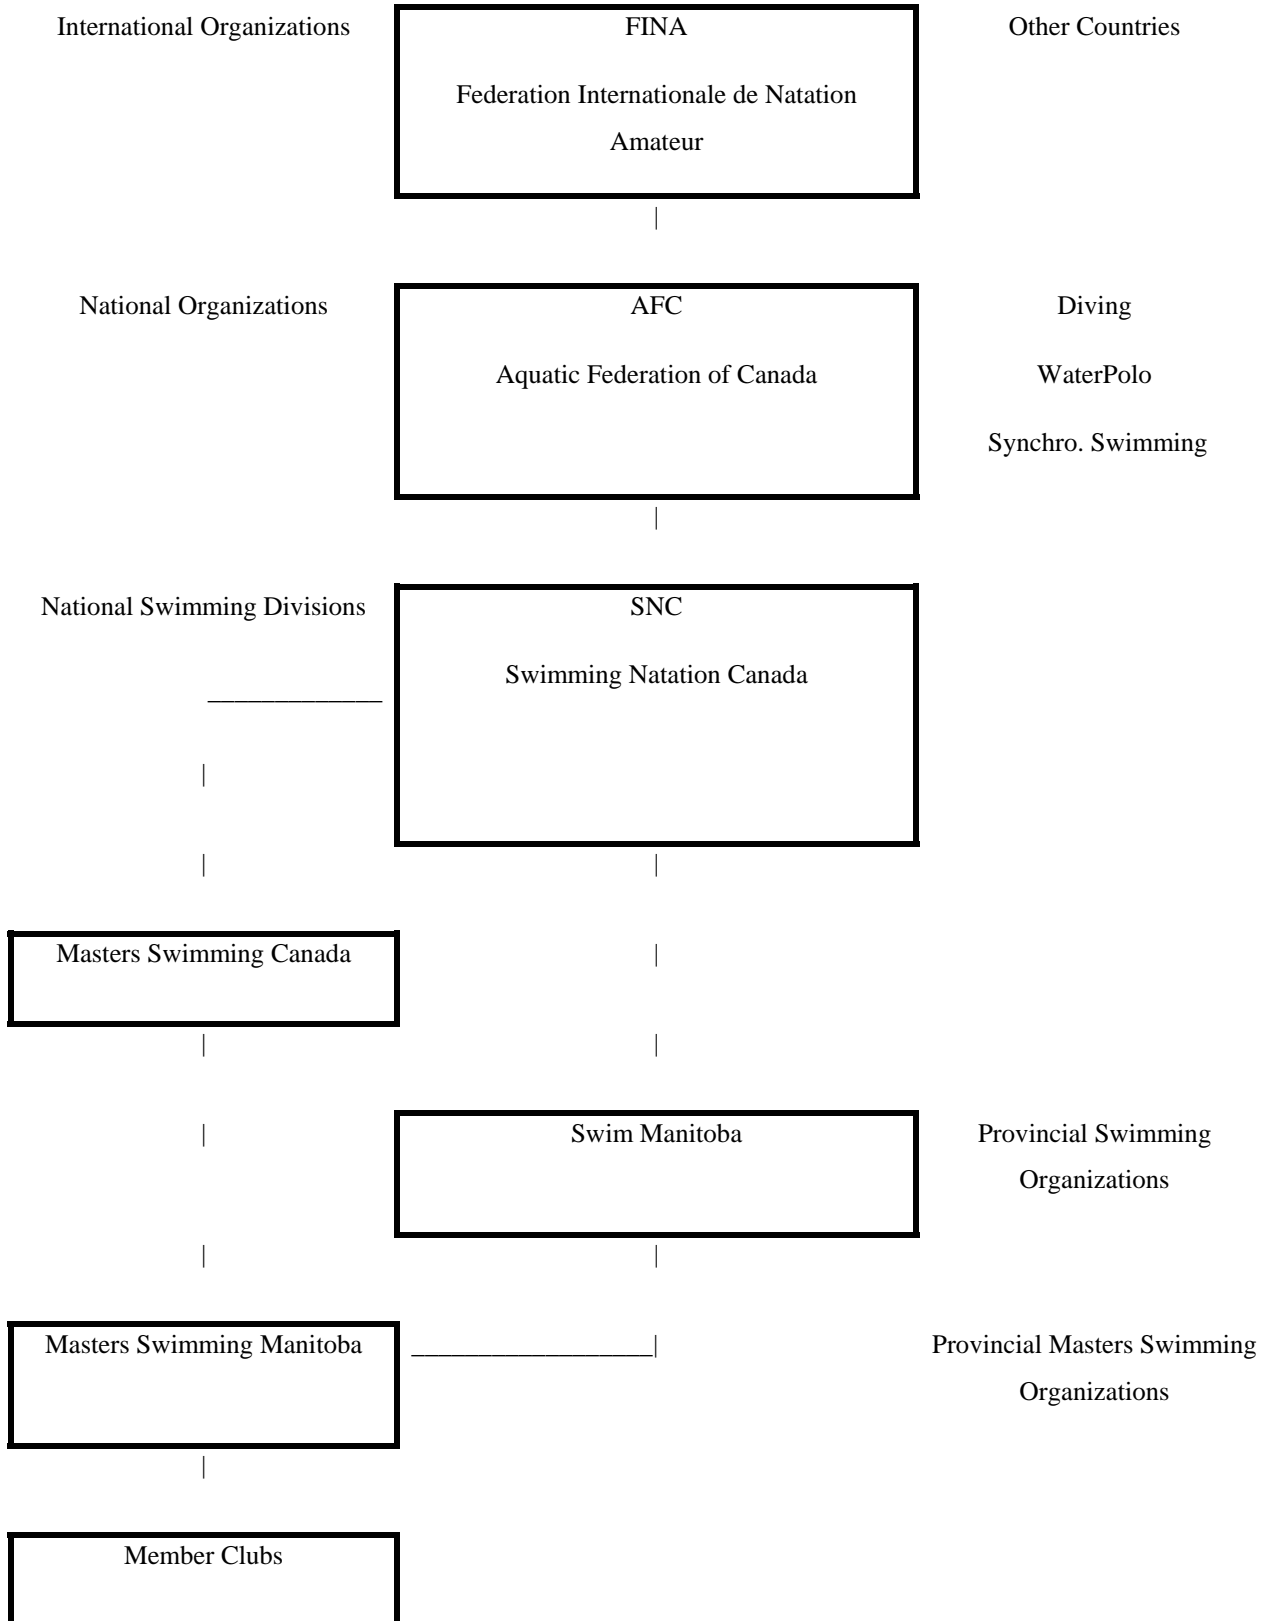 International Organizations
FINA
Other Countries
Federation Internationale de Natation
Amateur
National Organizations
AFC
Diving
Aquatic Federation of Canada
WaterPolo
Synchro. Swimming
National Swimming Divisions
SNC
Swimming Natation Canada
Masters Swimming Canada
Swim Manitoba
Provincial Swimming
Organizations
Masters Swimming Manitoba
Provincial Masters Swimming
Organizations
Member Clubs